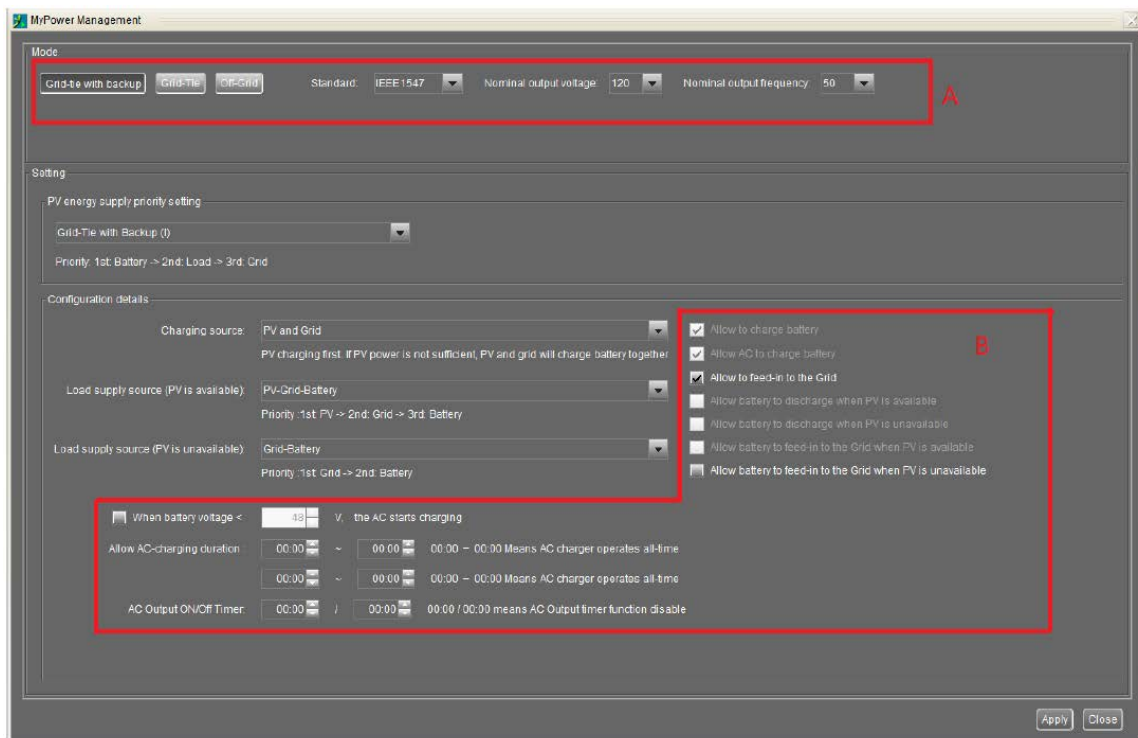 MyPower Management
Mode
Grid-tie with backup Grid-Tie Off-Grid Standard: IEEE1547 Nominal output voltage: 120 Nominal output frequency: 50
A
Setting
PV energy supply priority setting
Grid-Tie with Backup (I)
Priority: 1st: Battery -> 2nd: Load -> 3rd: Grid
Configuration details
Charging source: PV and Grid
PV charging first. If PV power is not sufficient, PV and grid will charge battery together
Load supply source (PV is available): PV-Grid-Battery
Priority :1st: PV -> 2nd: Grid -> 3rd: Battery
Load supply source (PV is unavailable): Grid-Battery
Priority :1st: Grid -> 2nd: Battery
Allow to charge battery
B
Allow AC to charge battery
Allow to feed-in to the Grid
Allow battery to discharge when PV is available
Allow battery to discharge when PV is unavailable
Allow battery to feed-in to the Grid when PV is available
Allow battery to feed-in to the Grid when PV is unavailable
When battery voltage < 48 V, the AC starts charging
Allow AC-charging duration: 00:00 ~ 00:00 00:00 – 00:00 Means AC charger operates all-time
00:00 ~ 00:00 00:00 – 00:00 Means AC charger operates all-time
AC Output ON/Off Timer: 00:00 / 00:00 00:00 / 00:00 means AC Output timer function disable
Apply Close